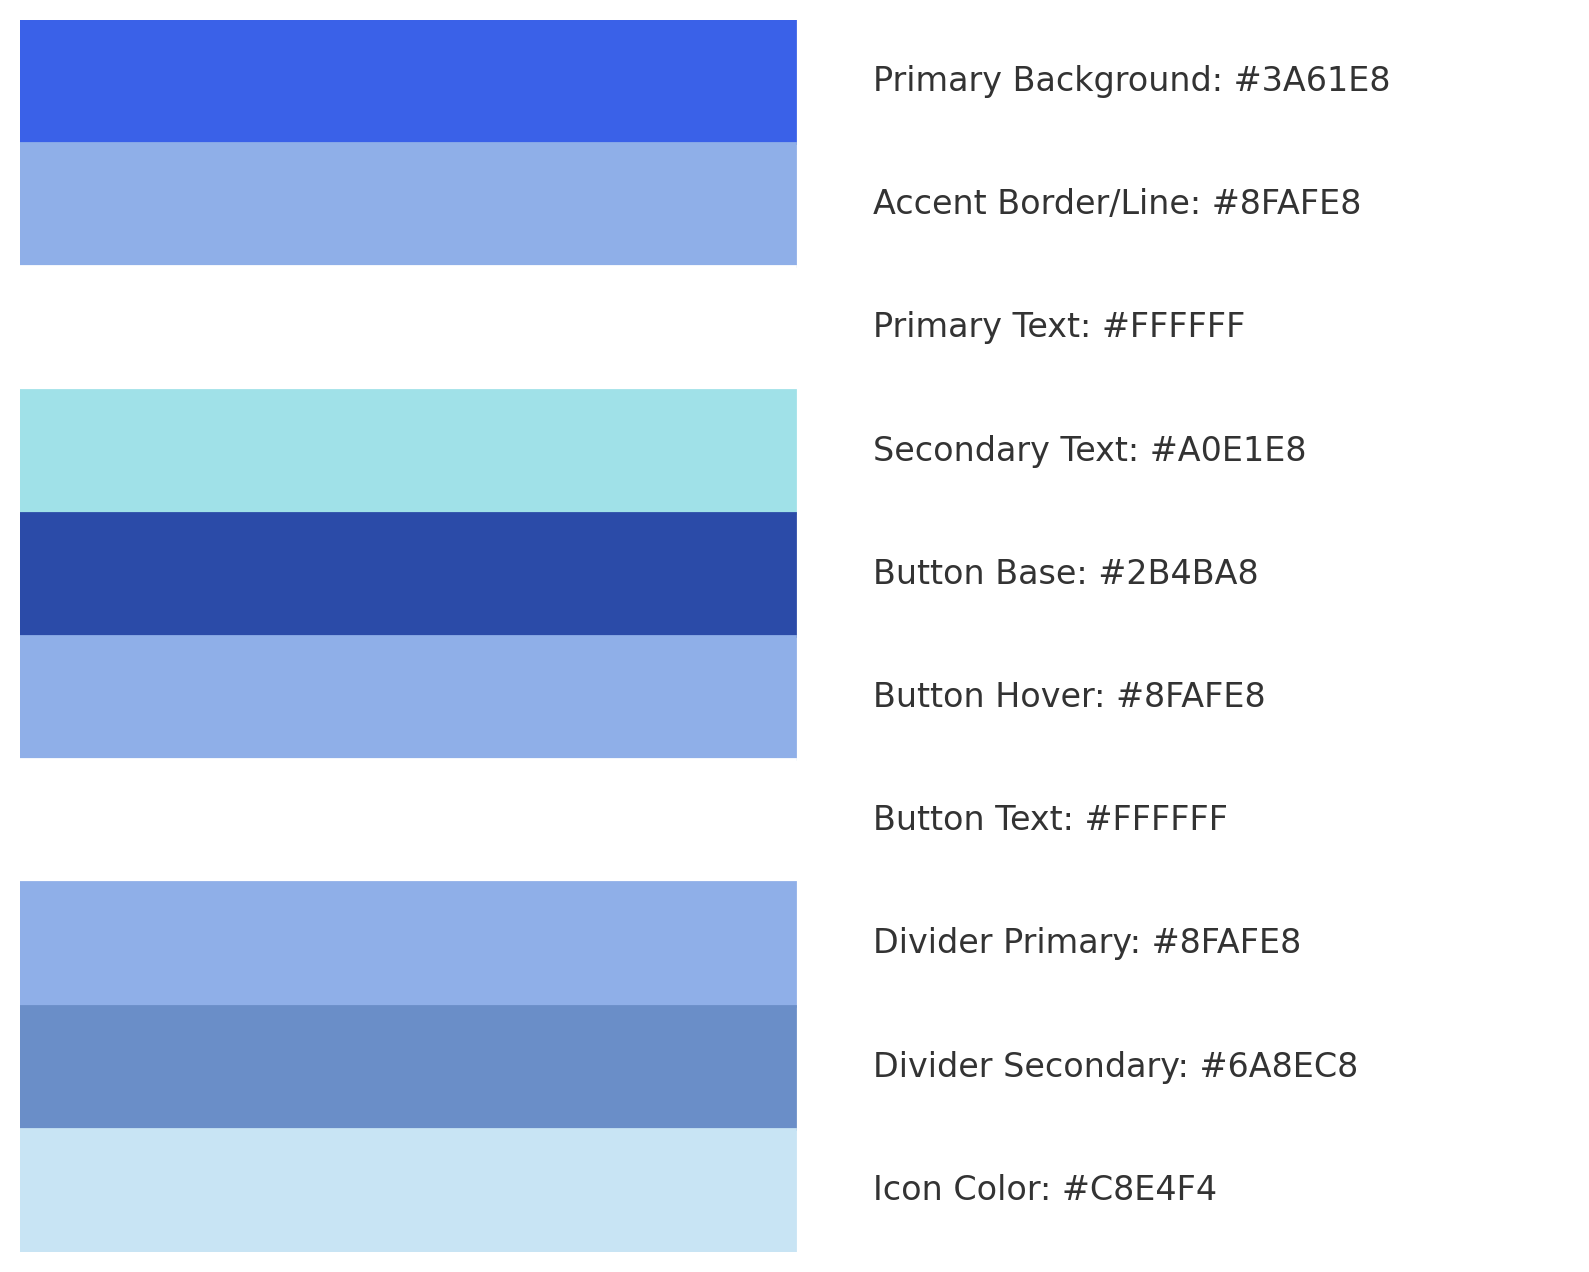 Primary Background: #3A61E8
Accent Border/Line: #8FAFE8
Primary Text: #FFFFFF
Secondary Text: #A0E1E8
Button Base: #2B4BA8
Button Hover: #8FAFE8
Button Text: #FFFFFF
Divider Primary: #8FAFE8
Divider Secondary: #6A8EC8
Icon Color: #C8E4F4